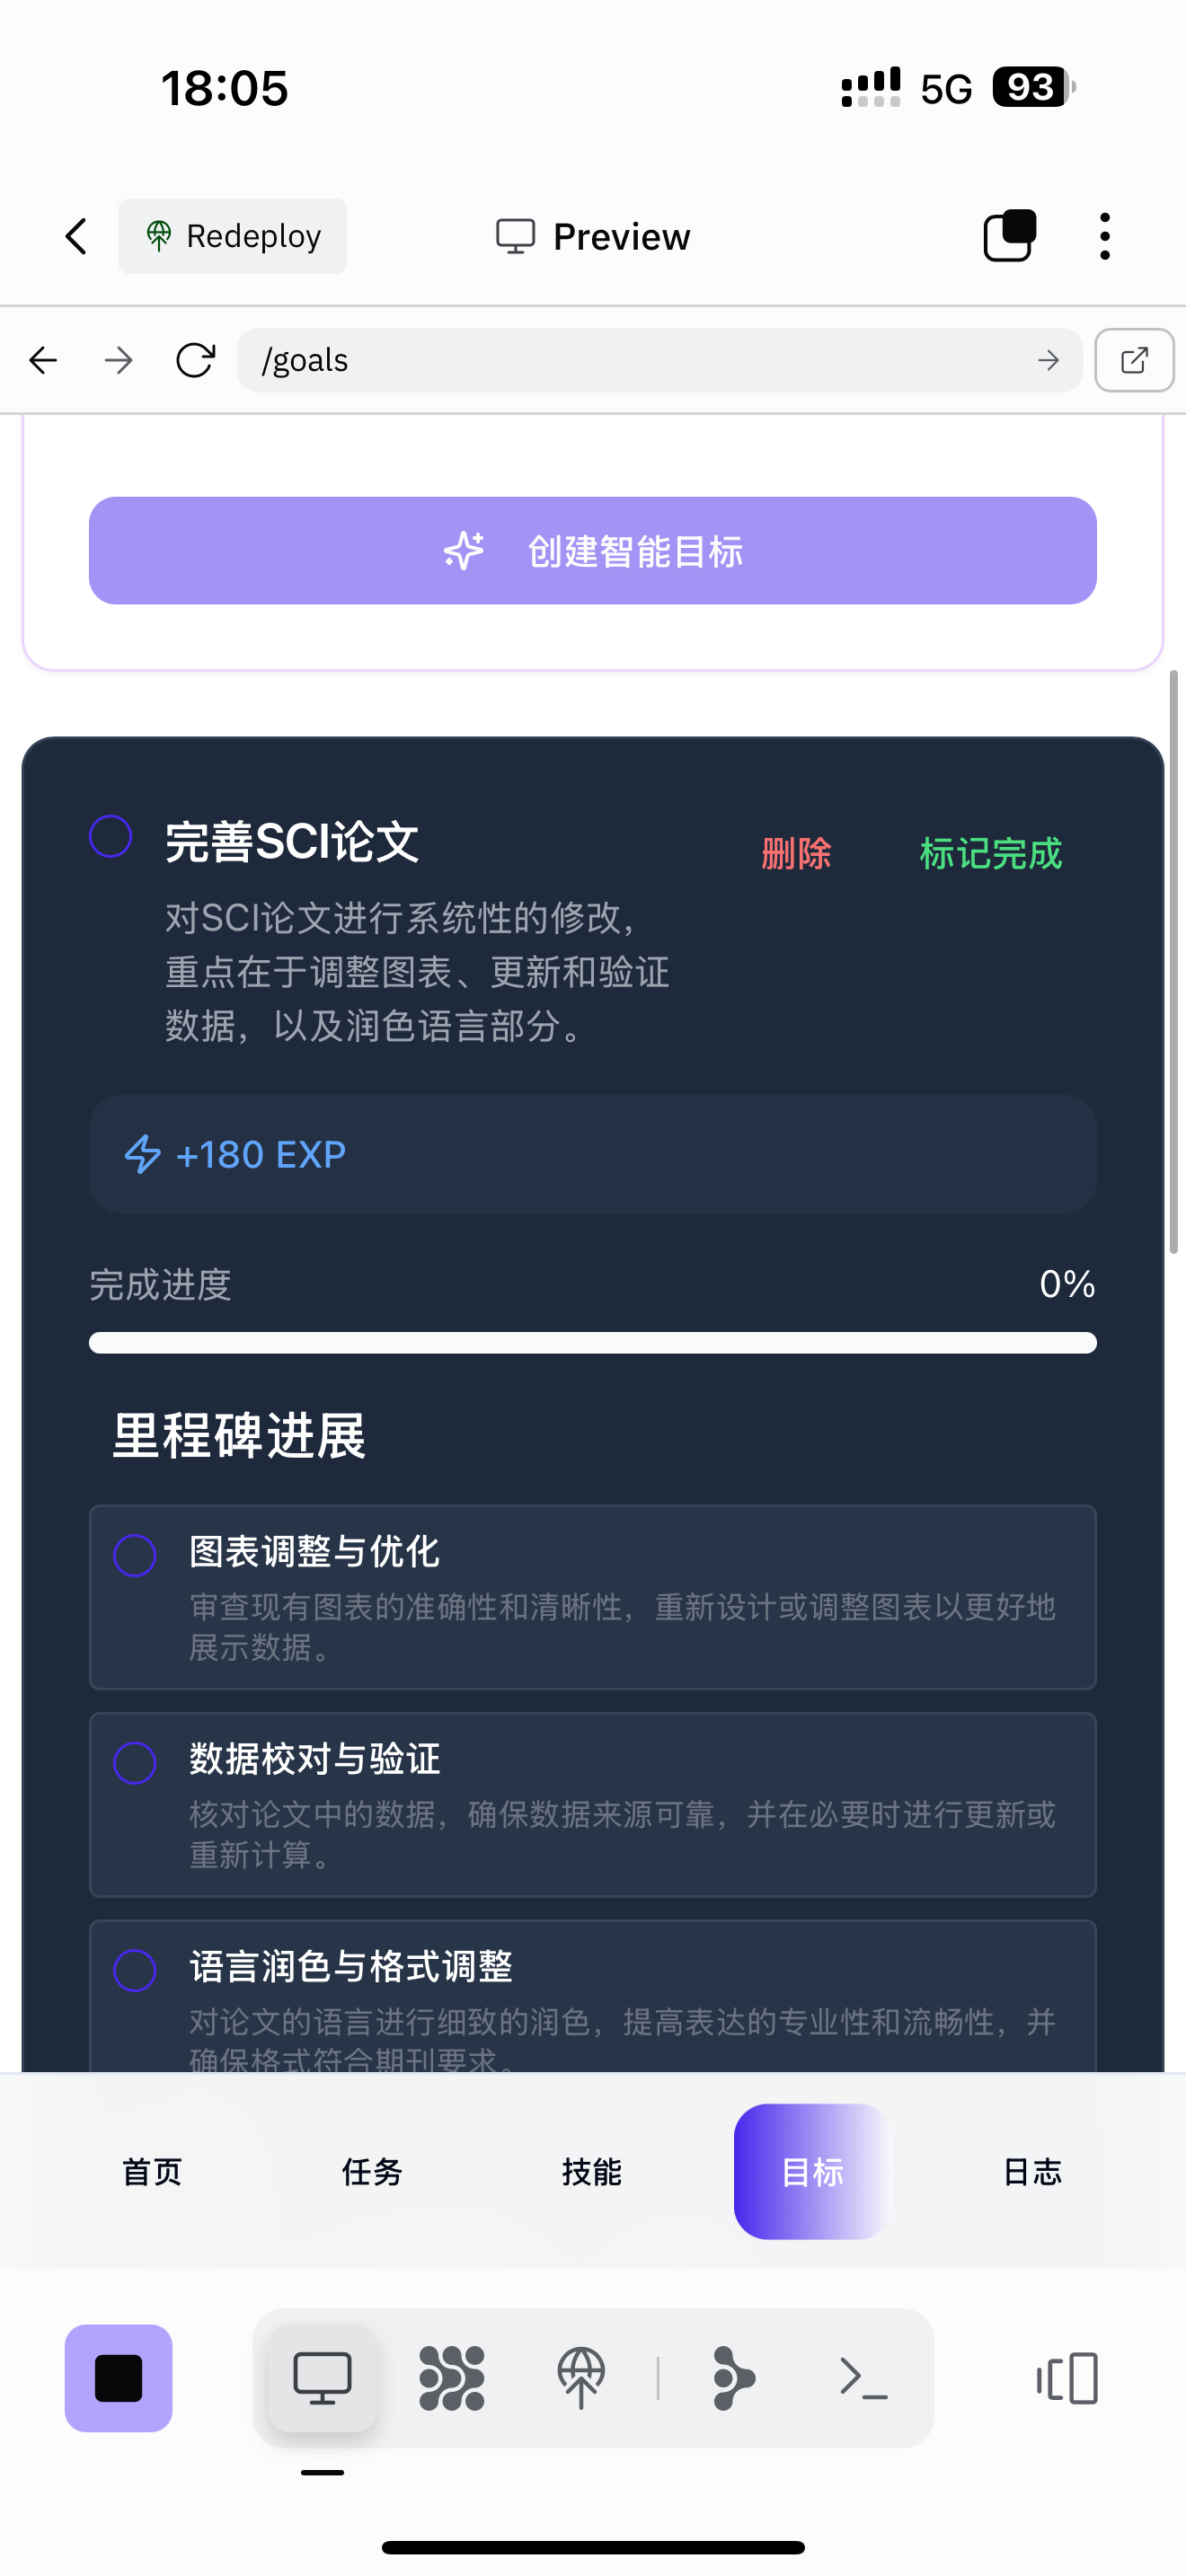 18:05
5G
93
Redeploy
Preview
/goals
创建智能目标
完善SCI论文
删除
标记完成
对SCI论文进行系统性的修改，
重点在于调整图表、更新和验证
数据，以及润色语言部分。
+180 EXP
完成进度
0%
里程碑进展
图表调整与优化
审查现有图表的准确性和清晰性，重新设计或调整图表以更好地
展示数据。
数据校对与验证
核对论文中的数据，确保数据来源可靠，并在必要时进行更新或
重新计算。
语言润色与格式调整
对论文的语言进行细致的润色，提高表达的专业性和流畅性，并
确保格式符合期刊要求。
首页
任务
技能
目标
日志